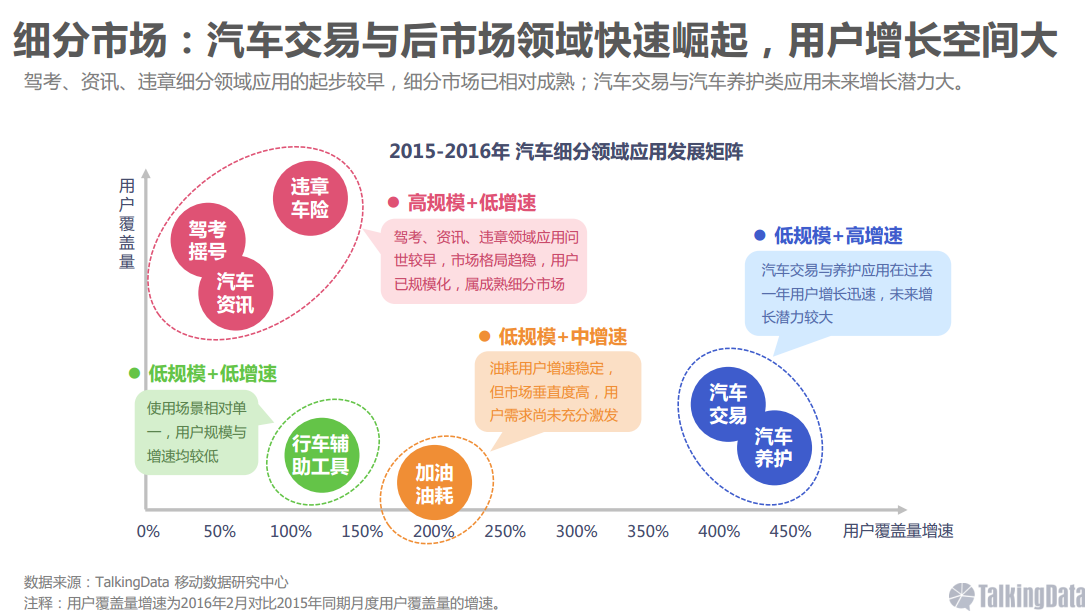 细分市场：汽车交易与后市场领域快速崛起，用户增长空间大
驾考、资讯、违章细分领域应用的起步较早，细分市场已相对成熟；汽车交易与汽车养护类应用未来增长潜力大。
2015-2016年 汽车细分领域应用发展矩阵
用户覆盖量
违章
车险
驾考
摇号
汽车
资讯
高规模+低增速
驾考、资讯、违章领域应用问
世较早，市场格局趋稳，用户
已规模化，属成熟细分市场
低规模+高增速
汽车交易与养护应用在过去
一年用户增长迅速，未来增
长潜力较大
低规模+中增速
油耗用户增速稳定，
但市场垂直度高，用
户需求尚未充分激发
低规模+低增速
使用场景相对单
一，用户规模与
增速均较低
行车辅
助工具
加油
油耗
汽车
交易
汽车
养护
0% 50% 100% 150% 200% 250% 300% 350% 400% 450% 用户覆盖量增速
数据来源：TalkingData 移动数据研究中心
注释：用户覆盖量增速为2016年2月对比2015年同期月度用户覆盖量的增速。
TalkingData